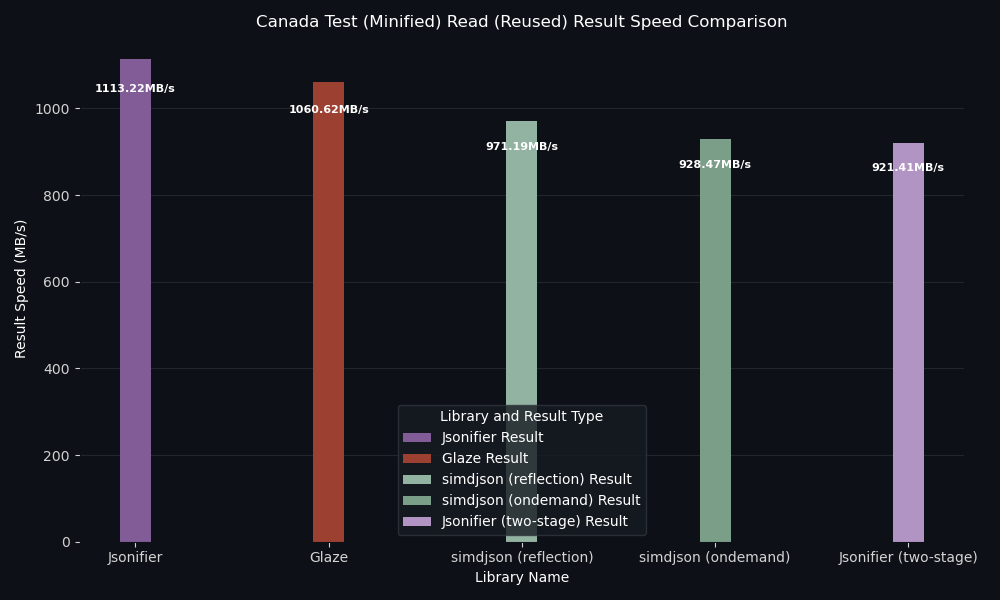 Canada Test (Minified) Read (Reused) Result Speed Comparison
1113.22MB/s
1060.62MB/s
971.19MB/s
928.47MB/s
921.41MB/s
Result Speed (MB/s)
1000
800
600
400
200
0
Library and Result Type
Jsonifier Result
Glaze Result
simdjson (reflection) Result
simdjson (ondemand) Result
Jsonifier (two-stage) Result
Jsonifier
Glaze
simdjson (reflection)
simdjson (ondemand)
Jsonifier (two-stage)
Library Name